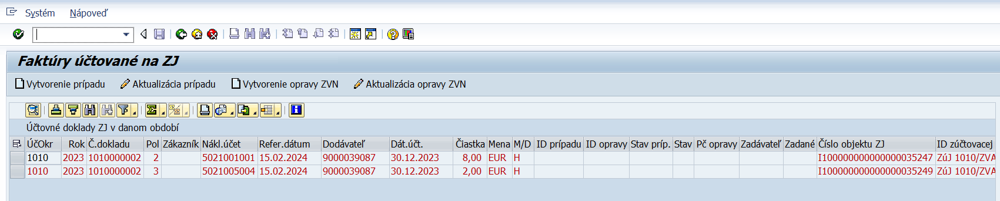 Systém Nápoveď
Faktúry účtované na ZJ
Vytvorenie prípadu Aktualizácia prípadu Vytvorenie opravy ZVN Aktualizácia opravy ZVN
Účtovné doklady ZJ v danom období
ÚčOkr Rok Č.dokladu Pol Zákazník Nákl.účet Refer.dátum Dodávateľ Dát.účt. Čiastka Mena M/D ID prípadu ID opravy Stav príp. Stav Pč opravy Zadávateľ Zadané Číslo objektu ZJ ID zúčtovacej
1010 2023 1010000002 2 5021001001 15.02.2024 9000039087 30.12.2023 8,00 EUR H I100000000000000035247 ZúJ 1010/ZVA
1010 2023 1010000002 3 5021005004 15.02.2024 9000039087 30.12.2023 2,00 EUR H I100000000000000035249 ZúJ 1010/ZVA